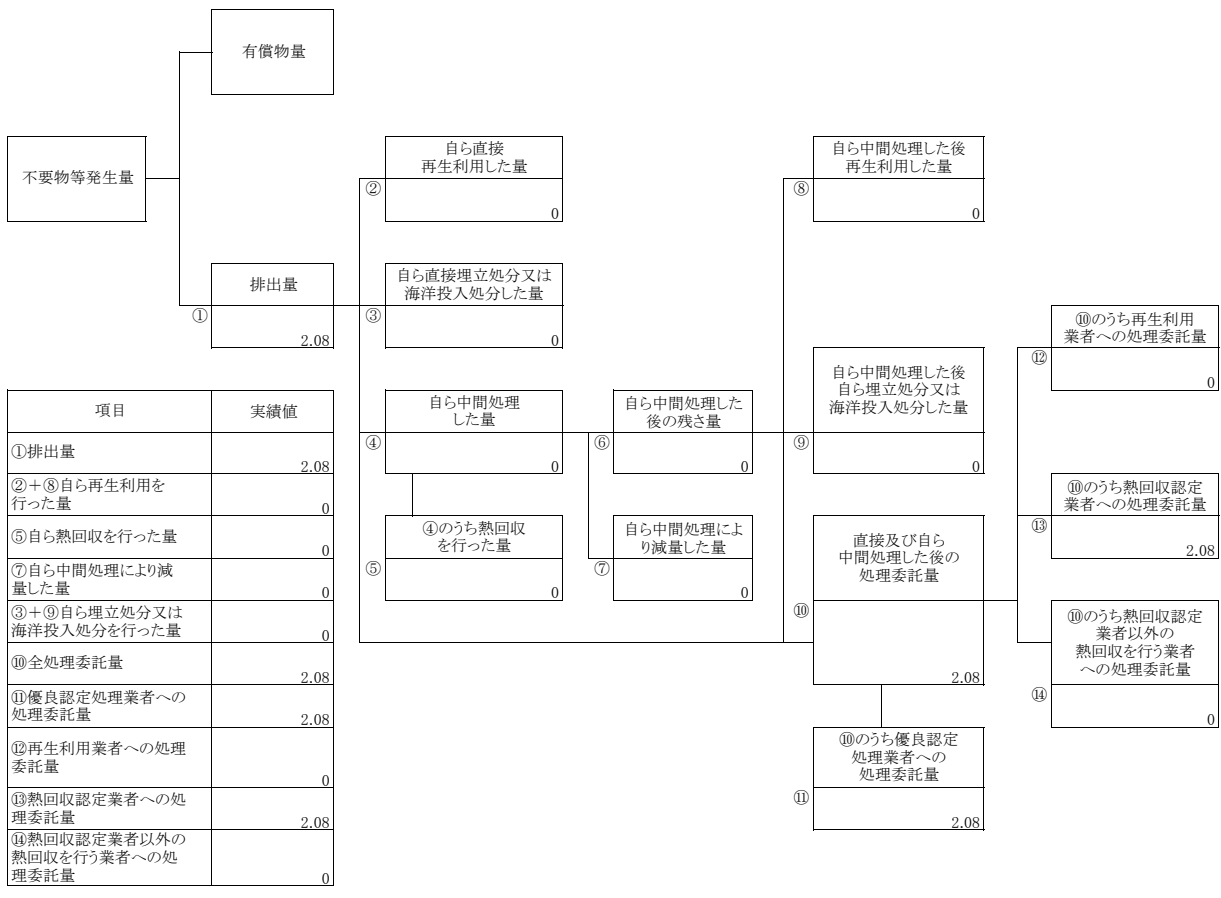 有償物量
不要物等発生量
排出量
①
2.08
自ら直接
再生利用した量
②
0
自ら直接埋立処分又は
海洋投入処分した量
③
0
自ら中間処理
した量
④
0
④のうち熱回収
を行った量
⑤
0
自ら中間処理した
後の残さ量
⑥
0
自ら中間処理によ
り減量した量
⑦
0
自ら中間処理した後
再生利用した量
⑧
0
自ら中間処理した後
自ら埋立処分又は
海洋投入処分した量
⑨
0
直接及び自ら
中間処理した後の
処理委託量
⑩
2.08
⑩のうち優良認定
処理業者への
処理委託量
⑪
2.08
⑩のうち再生利用
業者への処理委託量
⑫
0
⑩のうち熱回収認定
業者への処理委託量
⑬
2.08
⑩のうち熱回収認定
業者以外の
熱回収を行う業者
への処理委託量
⑭
0
項目 実績値
①排出量
2.08
②＋⑧自ら再生利用を
行った量
0
⑤自ら熱回収を行った量
0
⑦自ら中間処理により減
量した量
0
③＋⑨自ら埋立処分又は
海洋投入処分を行った量
0
⑩全処理委託量
2.08
⑪優良認定処理業者への
処理委託量
2.08
⑫再生利用業者への処理
委託量
0
⑬熱回収認定業者への処
理委託量
2.08
⑭熱回収認定業者以外の
熱回収を行う業者への処
理委託量
0